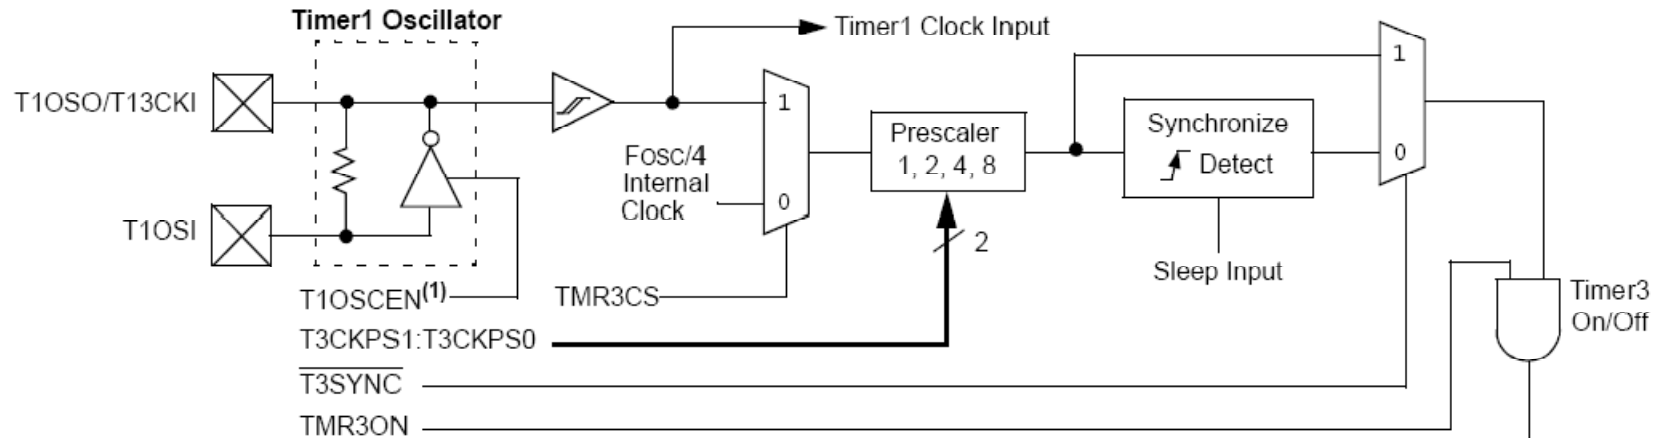 Timer1 Oscillator
Timer1 Clock Input
T1OSO/T13CKI
1
1
Prescaler
1, 2, 4, 8
Synchronize
Detect
0
FOSC/4
Internal
Clock
0
T1OSI
2
Sleep Input
T1OSCEN(1)
TMR3CS
Timer3
On/Off
T3CKPS1:T3CKPS0
T3SYNC
TMR3ON